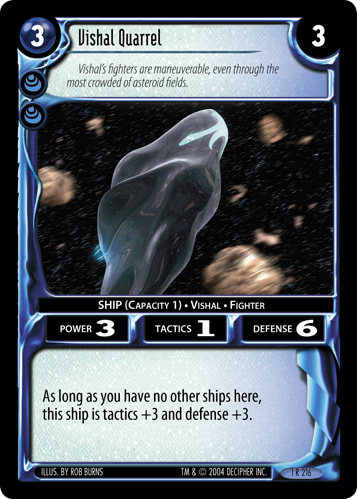 3 Vishal Quarrel 3
Vishal's fighters are maneuverable, even through the
most crowded of asteroid fields.
SHIP (CAPACITY 1) • VISHAL • FIGHTER
POWER 3 TACTICS 1 DEFENSE 6
As long as you have no other ships here,
this ship is tactics +3 and defense +3.
ILLUS. BY ROB BURNS TM & © 2004 DECIPHER INC. 1 R 216